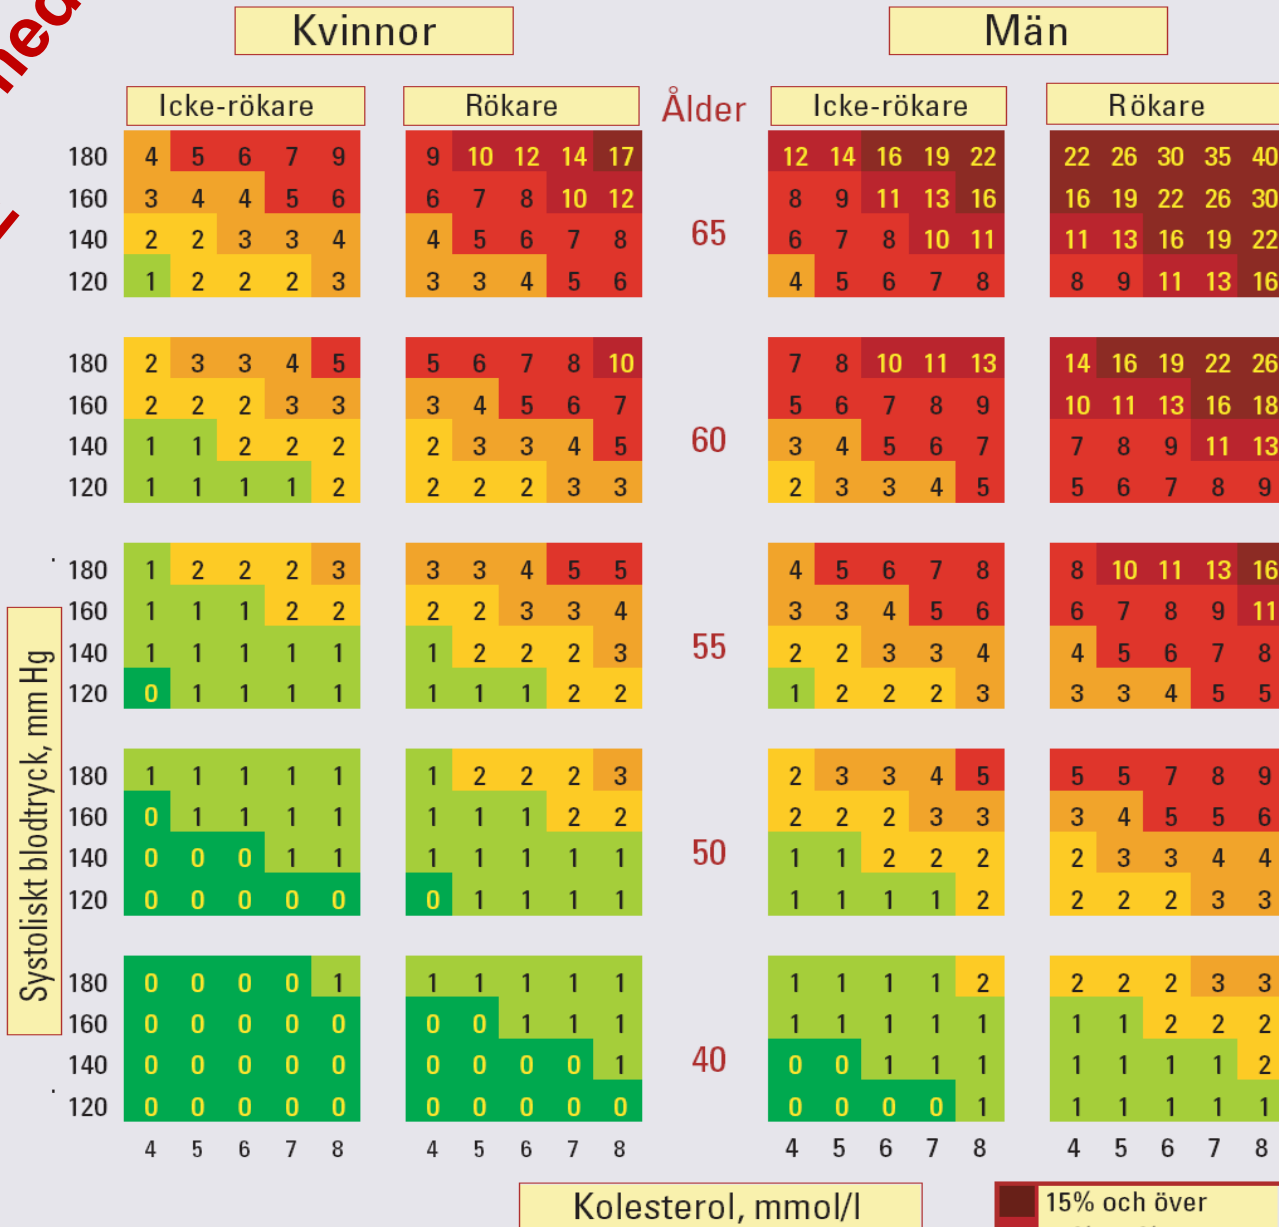 med
Kvinnor Män
Icke-rökare Rökare Ålder Icke-rökare Rökare
180 4 5 6 7 9 9 10 12 14 17 12 14 16 19 22 22 26 30 35 40
160 3 4 4 5 6 6 7 8 10 12 8 9 11 13 16 16 19 22 26 30
65
140 2 2 3 3 4 4 5 6 7 8 6 7 8 10 11 11 13 16 19 22
120 1 2 2 2 3 3 3 4 5 6 4 5 6 7 8 8 9 11 13 16
180 2 3 3 4 5 5 6 7 8 10 7 8 10 11 13 14 16 19 22 26
160 2 2 2 3 3 3 4 5 6 7 5 6 7 8 9 10 11 13 16 18
60
140 1 1 2 2 2 2 3 3 4 5 3 4 5 6 7 7 8 9 11 13
120 1 1 1 1 2 2 2 2 3 3 2 3 3 4 5 5 6 7 8 9
180 1 2 2 2 3 3 3 4 5 5 4 5 6 7 8 8 10 11 13 16
160 1 1 1 2 2 2 2 3 3 4 3 3 4 5 6 6 7 8 9 11
55
140 1 1 1 1 1 1 2 2 2 3 2 2 3 3 4 4 5 6 7 8
120 0 1 1 1 1 1 1 1 2 2 1 2 2 2 3 3 3 4 5 5
Systoliskt blodtryck, mm Hg
180 1 1 1 1 1 1 2 2 2 3 2 3 3 4 5 5 5 7 8 9
160 0 1 1 1 1 1 1 1 2 2 2 2 2 3 3 3 4 5 5 6
50
140 0 0 0 1 1 1 1 1 1 1 1 1 2 2 2 2 3 3 4 4
120 0 0 0 0 0 0 1 1 1 1 1 1 1 1 2 2 2 2 3 3
180 0 0 0 0 1 1 1 1 1 1 1 1 1 1 2 2 2 2 3 3
160 0 0 0 0 0 0 0 1 1 1 1 1 1 1 1 1 1 2 2 2
40
140 0 0 0 0 0 0 0 0 0 1 0 0 1 1 1 1 1 1 1 2
120 0 0 0 0 0 0 0 0 0 0 0 0 0 0 1 1 1 1 1 1
4 5 6 7 8 4 5 6 7 8 4 5 6 7 8 4 5 6 7 8
Kolesterol, mmol/l
15% och över